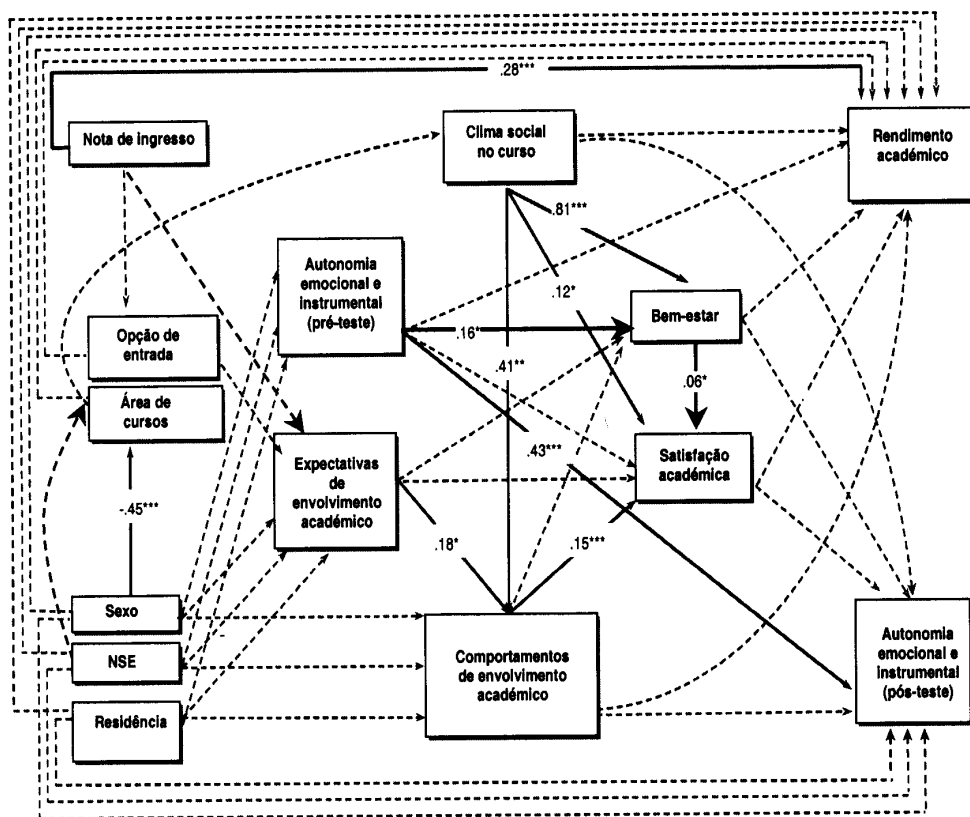 .28***
Nota de ingresso
Clima social
no curso
Rendimento
académico
.81***
Autonomia
emocional e
instrumental
(pré-teste)
.12*
Bem-estar
Opção de
entrada
.16*
.41**
.06*
Área de
cursos
Expectativas
de
envolvimento
académico
.43***
Satisfação
académica
-.45***
.18*
.15***
Sexo
NSE
Residência
Comportamentos
de envolvimento
académico
Autonomia
emocional e
instrumental
(pós-teste)